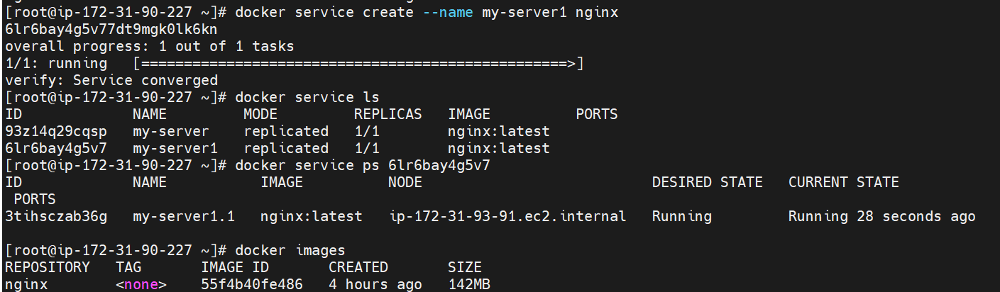 [root@ip-172-31-90-227 ~]# docker service create --name my-server1 nginx
6lr6bay4g5v77dt9mgk0lk6kn
overall progress: 1 out of 1 tasks
1/1: running   [==================================================>]
verify: Service converged
[root@ip-172-31-90-227 ~]# docker service ls
ID             NAME         MODE         REPLICAS   IMAGE          PORTS
93z14q29cqsp   my-server    replicated   1/1        nginx:latest
6lr6bay4g5v7   my-server1   replicated   1/1        nginx:latest
[root@ip-172-31-90-227 ~]# docker service ps 6lr6bay4g5v7
ID             NAME           IMAGE          NODE                           DESIRED STATE   CURRENT STATE
 PORTS
3tihsczab36g   my-server1.1   nginx:latest   ip-172-31-93-91.ec2.internal   Running         Running 28 seconds ago
[root@ip-172-31-90-227 ~]# docker images
REPOSITORY   TAG       IMAGE ID       CREATED       SIZE
nginx        <none>    55f4b40fe486   4 hours ago   142MB